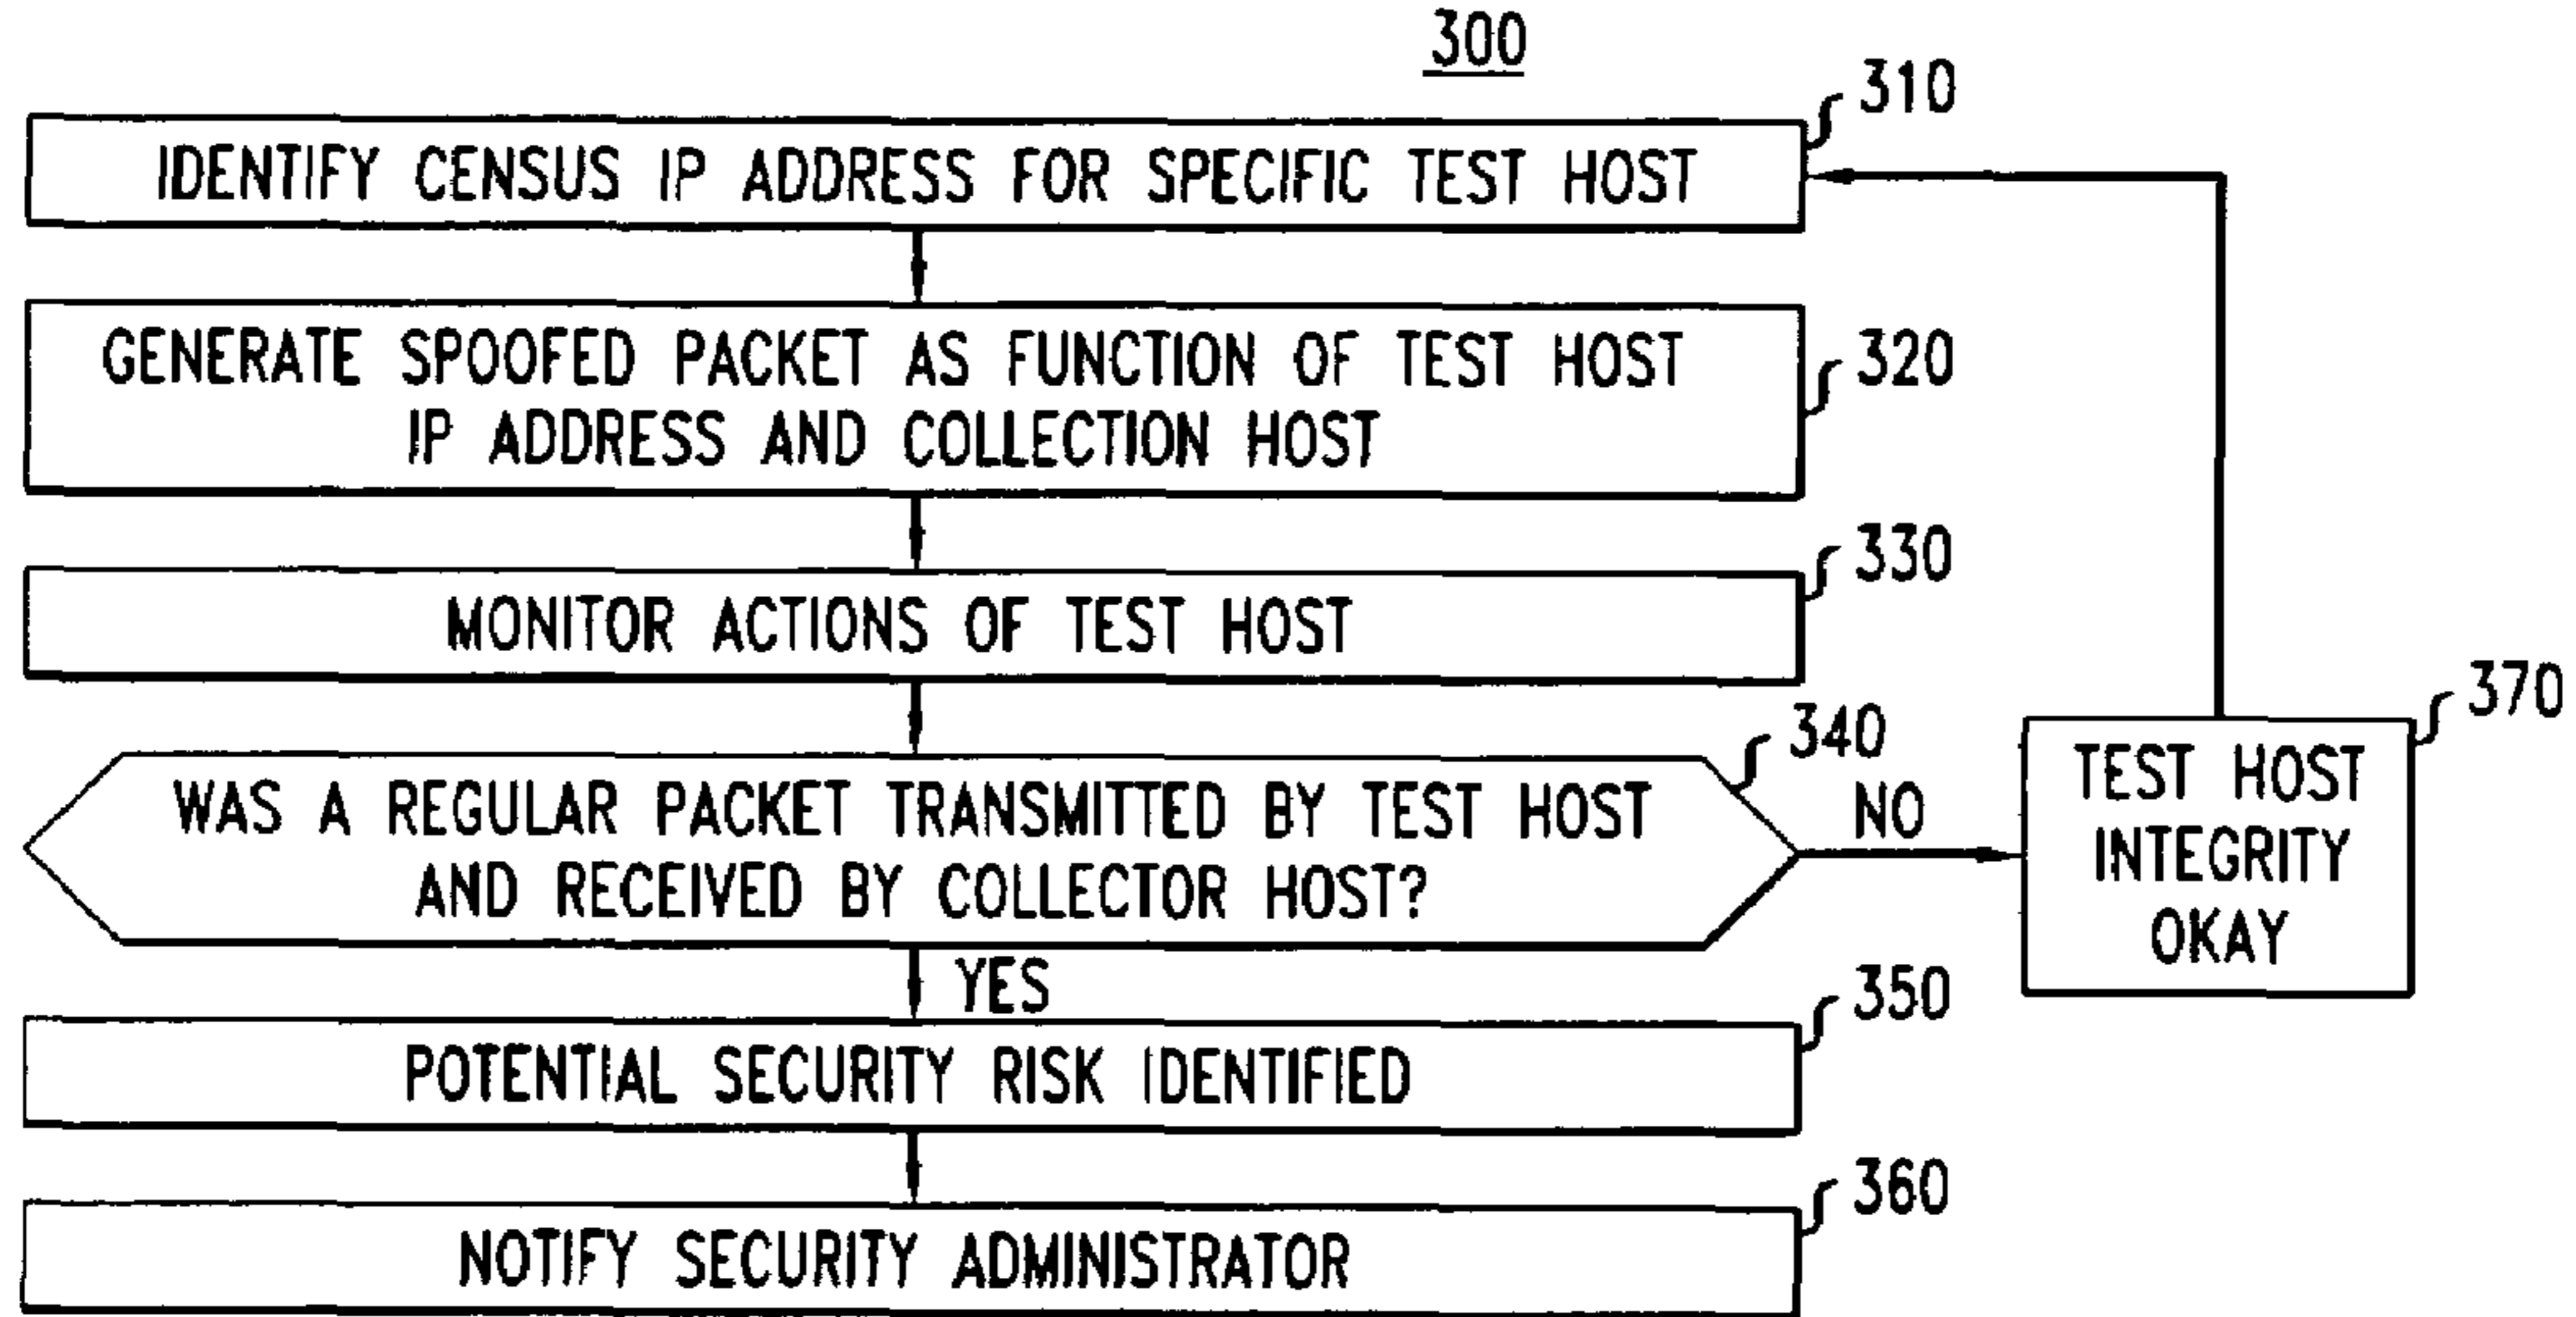 300
310
IDENTIFY CENSUS IP ADDRESS FOR SPECIFIC TEST HOST
GENERATE SPOOFED PACKET AS FUNCTION OF TEST HOST
IP ADDRESS AND COLLECTION HOST
320
330
MONITOR ACTIONS OF TEST HOST
340
WAS A REGULAR PACKET TRANSMITTED BY TEST HOST
AND RECEIVED BY COLLECTOR HOST?
NO
370
TEST HOST
INTEGRITY
OKAY
YES
350
POTENTIAL SECURITY RISK IDENTIFIED
360
NOTIFY SECURITY ADMINISTRATOR